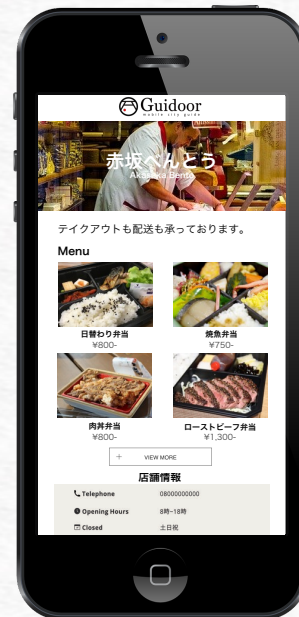 Guidoor
mobile city guide
赤坂べんとう
Akasaka Bento
テイクアウトも配送も承っております。
Menu
日替わり弁当
¥800-
焼魚弁当
¥750-
肉丼弁当
¥800-
ローストビーフ弁当
¥1,300-
+ VIEW MORE
店舗情報
Telephone 08000000000
Opening Hours 8時~18時
Closed 土日祝